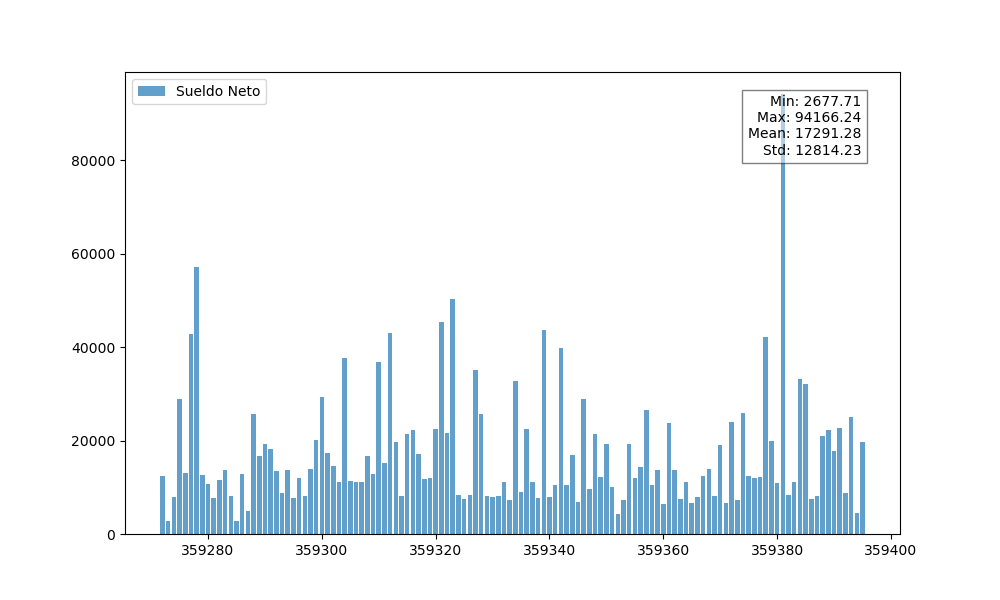 Sueldo Neto
Min: 2677.71
Max: 94166.24
Mean: 17291.28
Std: 12814.23
80000
60000
40000
20000
0
359280 359300 359320 359340 359360 359380 359400